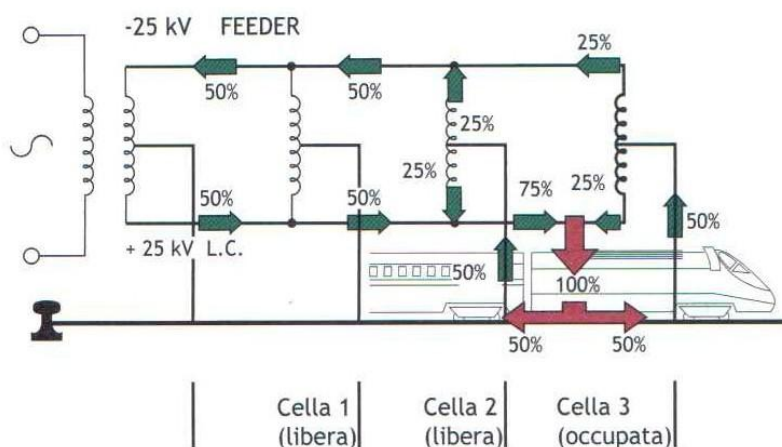 -25 kV FEEDER
25%
50%
50%
25%
25%
50%
50%
75%
25%
50%
+ 25 kV L.C.
50%
100%
50%
50%
Cella 1
(libera)
Cella 2
(libera)
Cella 3
(occupata)